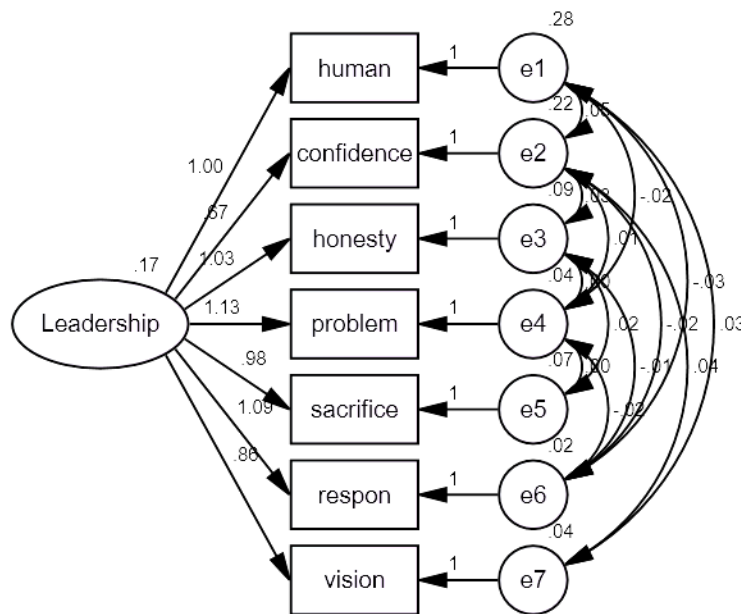 .28
human
1
e1
.22
.05
confidence
1
e2
1.00
.09
.03
-.02
.67
honesty
1
e3
.01
1.03
.17
.04
-.03
Leadership
1.13
problem
1
e4
.02
-.02
.03
.98
.07
.00
-.01
.04
sacrifice
1
e5
1.09
.02
.86
respon
1
e6
.04
vision
1
e7